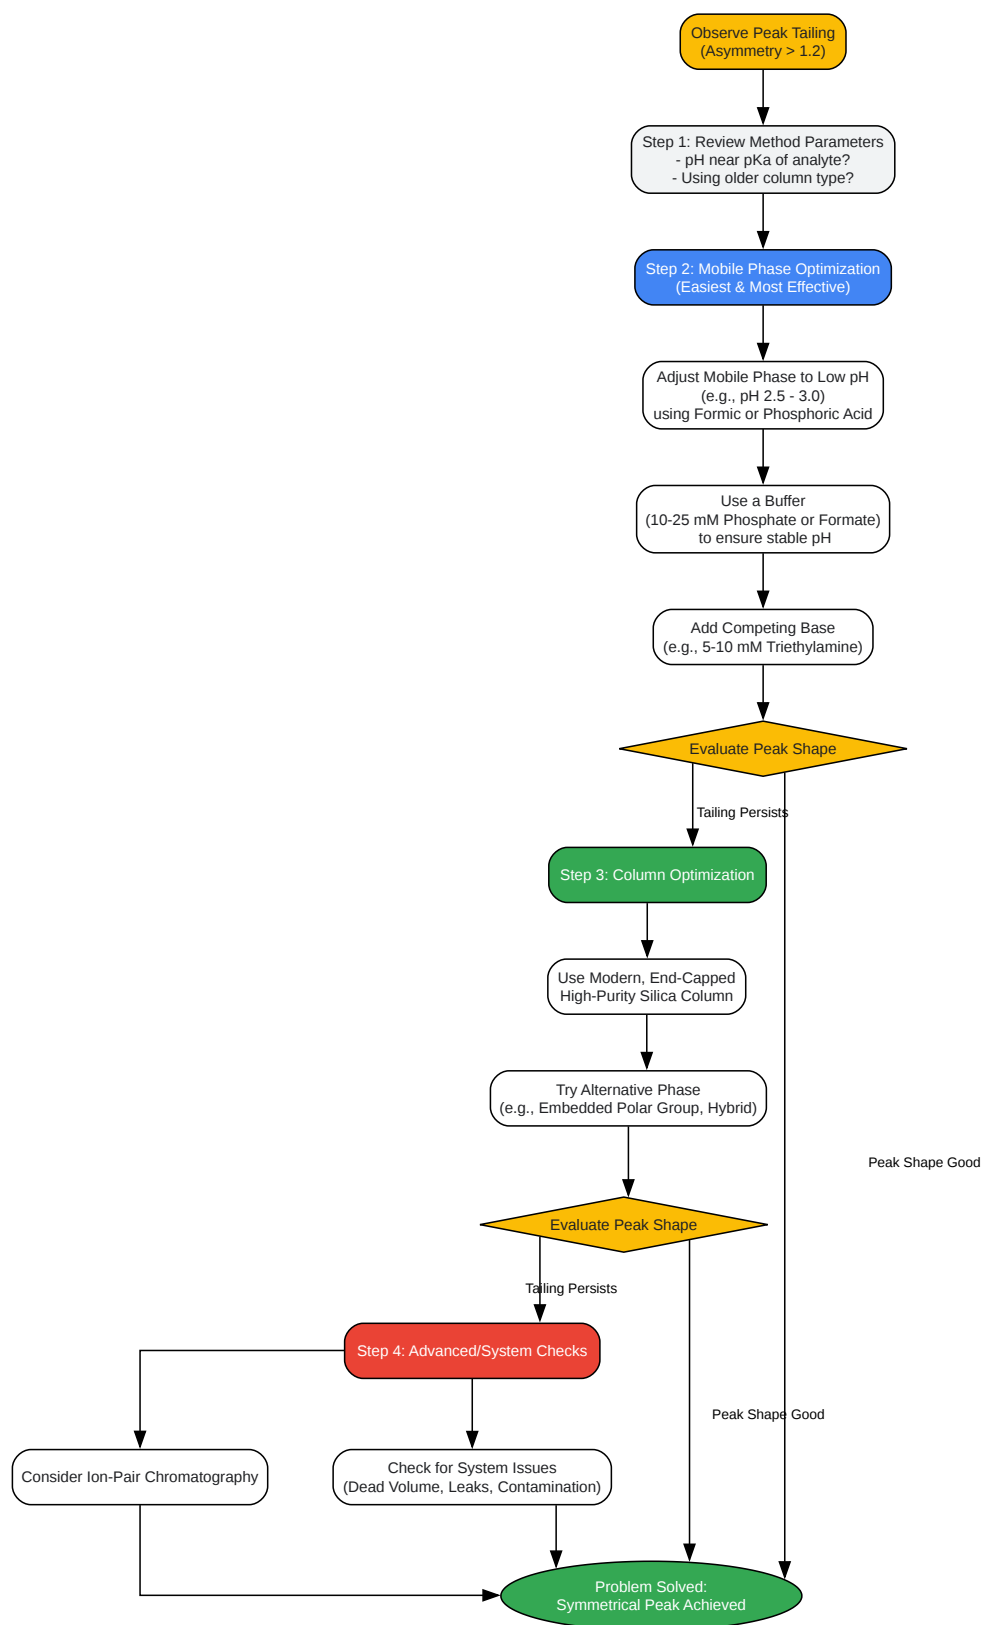 Observe Peak Tailing
(Asymmetry > 1.2)
Step 1: Review Method Parameters
- pH near pKa of analyte?
- Using older column type?
Step 2: Mobile Phase Optimization
(Easiest & Most Effective)
Adjust Mobile Phase to Low pH
(e.g., pH 2.5 - 3.0)
using Formic or Phosphoric Acid
Use a Buffer
(10-25 mM Phosphate or Formate)
to ensure stable pH
Add Competing Base
(e.g., 5-10 mM Triethylamine)
Evaluate Peak Shape
Tailing Persists
Step 3: Column Optimization
Use Modern, End-Capped
High-Purity Silica Column
Try Alternative Phase
(e.g., Embedded Polar Group, Hybrid)
Peak Shape Good
Evaluate Peak Shape
Tailing Persists
Step 4: Advanced/System Checks
Peak Shape Good
Consider Ion-Pair Chromatography
Check for System Issues
(Dead Volume, Leaks, Contamination)
Problem Solved:
Symmetrical Peak Achieved